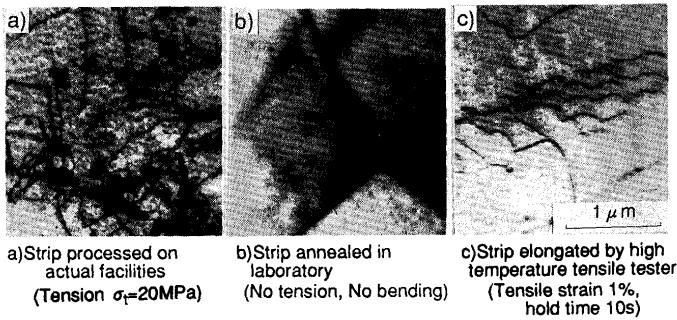 a)
b)
c)
1 μm
a)Strip processed on
actual facilities
(Tension σt=20MPa)
b)Strip annealed in
laboratory
(No tension, No bending)
c)Strip elongated by high
temperature tensile tester
(Tensile strain 1%,
hold time 10s)